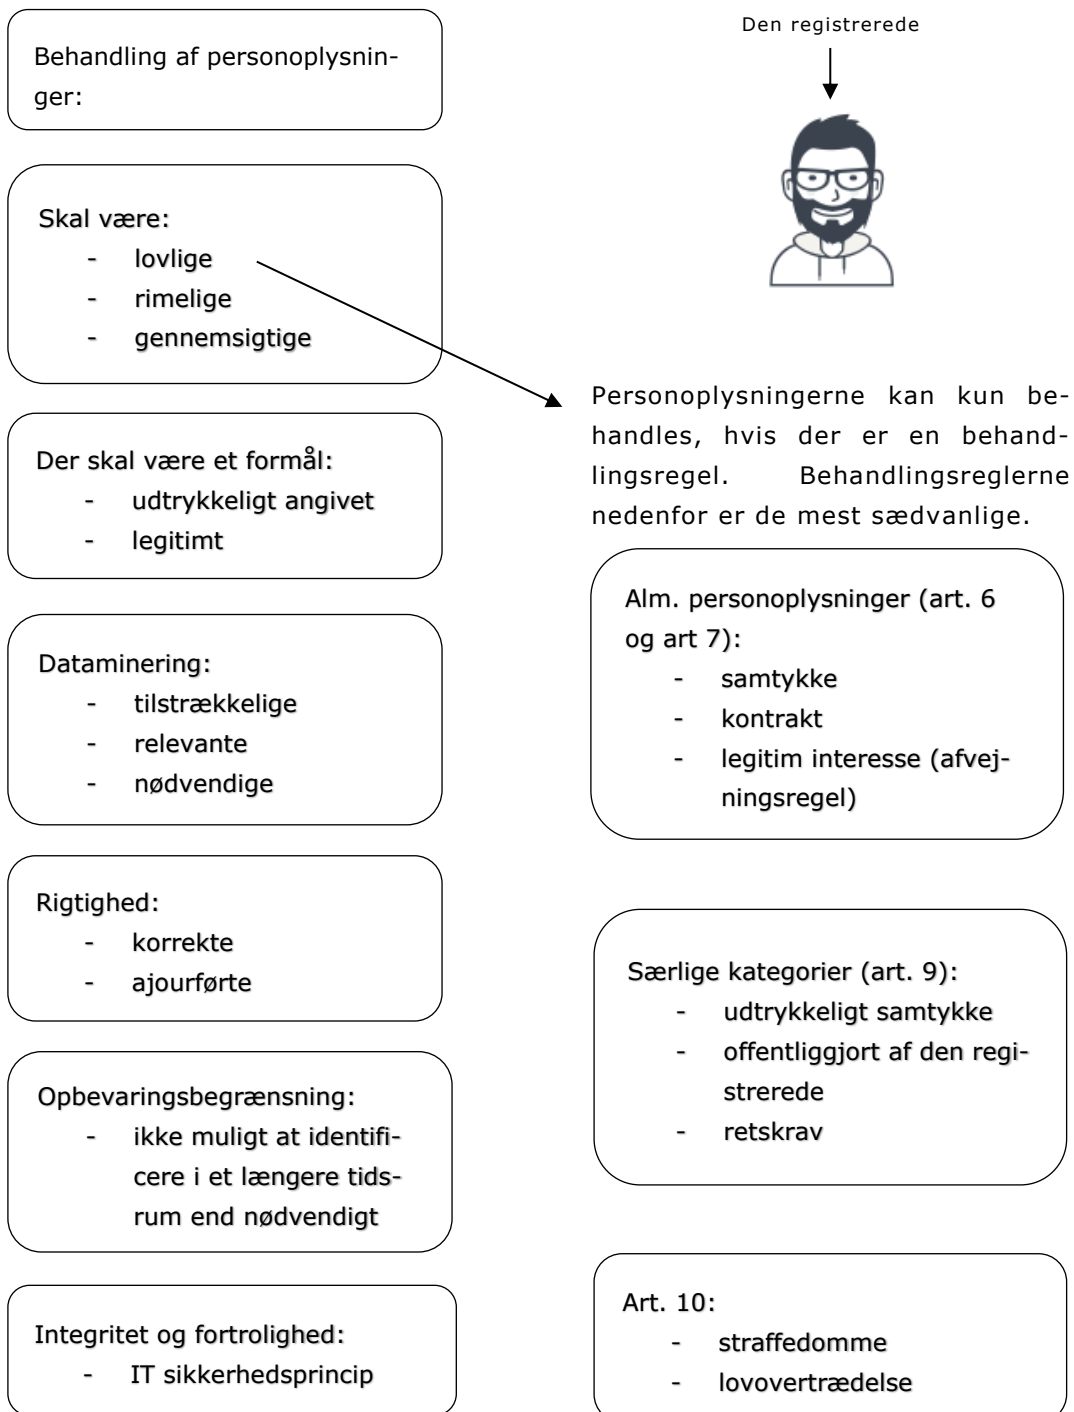 Behandling af personoplysnin-
ger:
Skal være:
- lovlige
- rimelige
- gennemsigtige
Der skal være et formål:
- udtrykkeligt angivet
- legitimt
Dataminering:
- tilstrækkelige
- relevante
- nødvendige
Rigtighed:
- korrekte
- ajourførte
Opbevaringsbegrænsning:
- ikke muligt at identifi-
cere i et længere tids-
rum end nødvendigt
Integritet og fortrolighed:
- IT sikkerhedsprincip
Den registrerede
Personoplysningerne kan kun be-
handles, hvis der er en behand-
lingsregel. Behandlingsreglerne
nedenfor er de mest sædvanlige.
Alm. personoplysninger (art. 6
og art 7):
- samtykke
- kontrakt
- legitim interesse (afvej-
ningsregel)
Særlige kategorier (art. 9):
- udtrykkeligt samtykke
- offentliggjort af den regi-
strerede
- retskrav
Art. 10:
- straffedomme
- lovovertrædelse